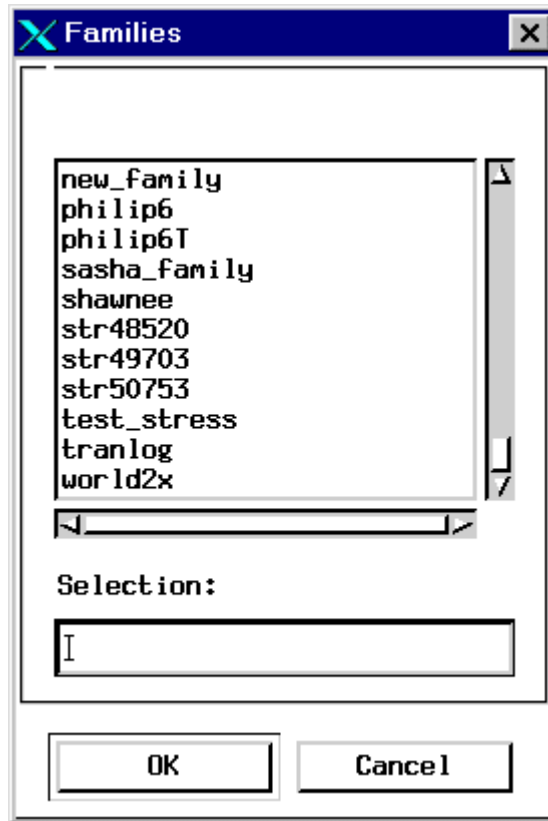 Families
new_family
philip6
philip6T
sasha_family
shawnee
str48520
str49703
str50753
test_stress
tranlog
world2x
Selection:
OK
Cancel